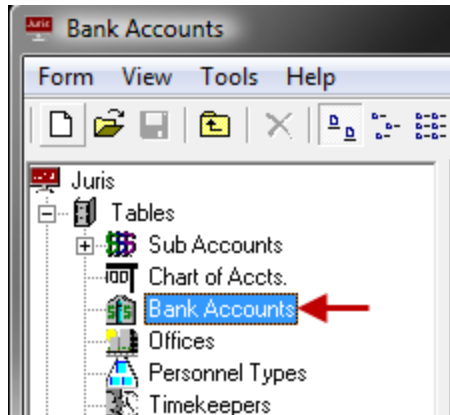 Bank Accounts
Form View Tools Help
Juris
Tables
Sub Accounts
Chart of Accts.
Bank Accounts
Offices
Personnel Types
Timekeepers